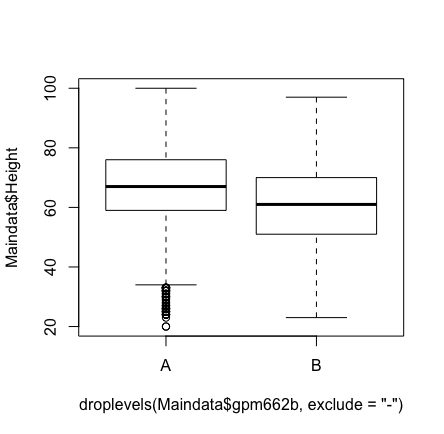 Maindata$Height
100
80
60
40
20
A
B
droplevels(Maindata$gpm662b, exclude = "-")